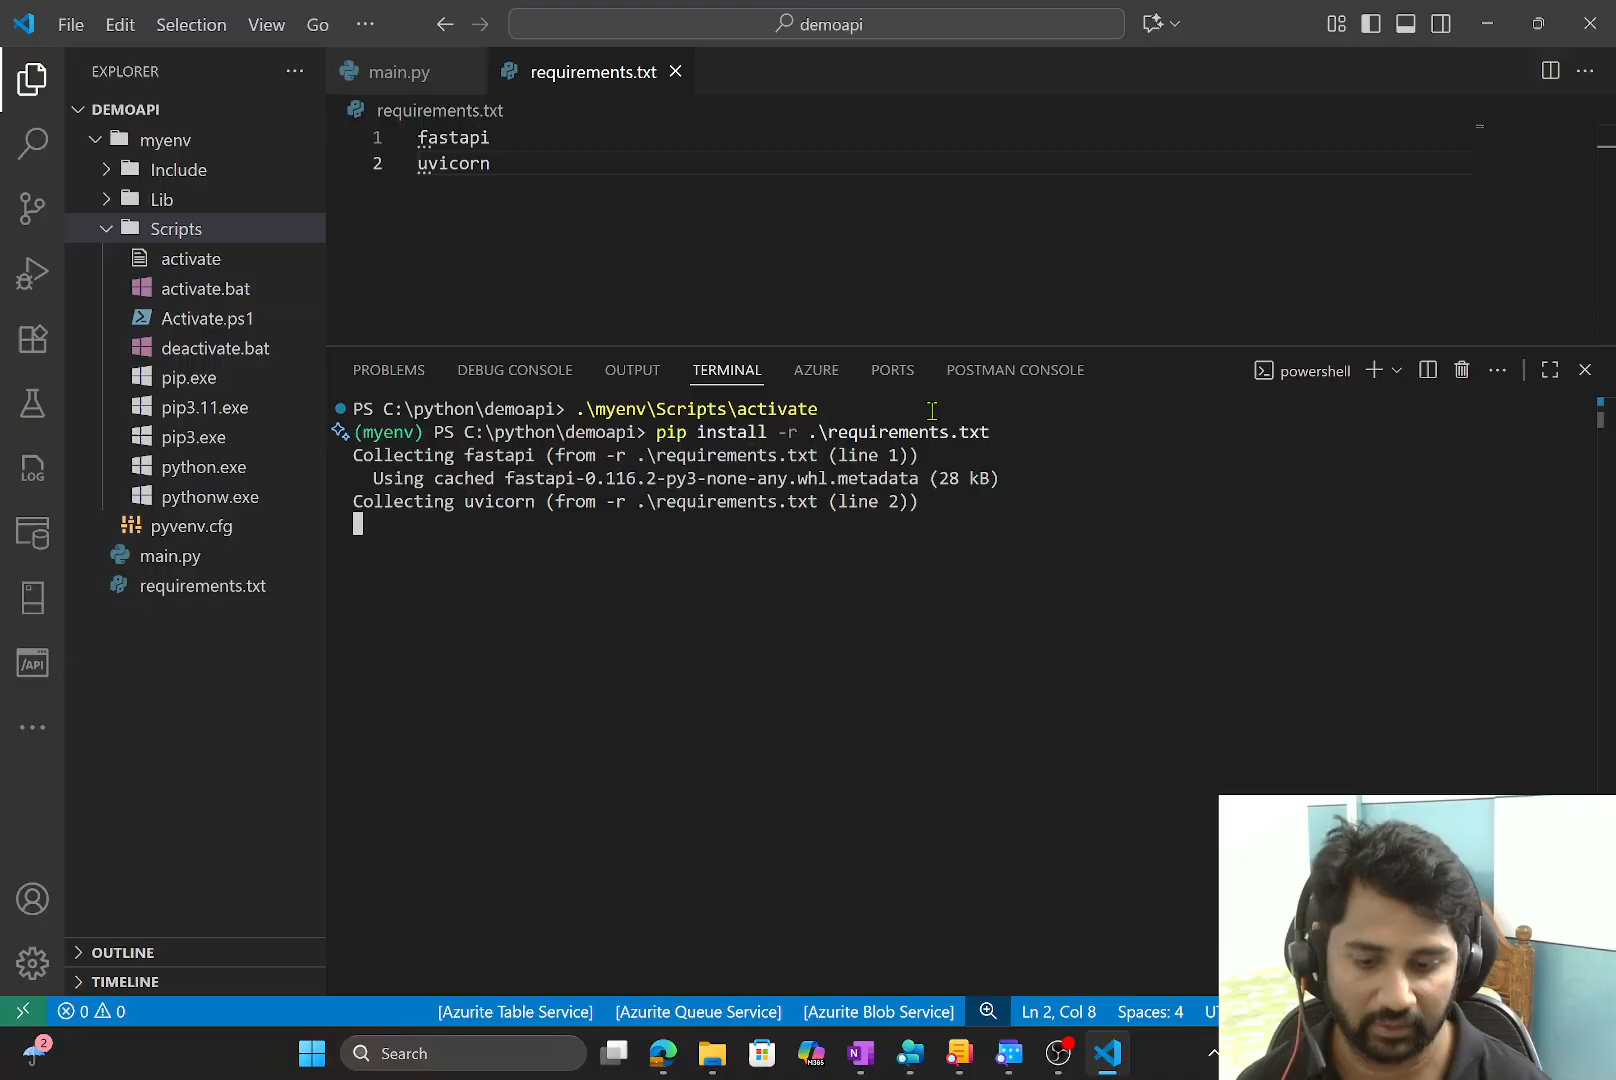 File Edit Selection View Go ··· demoapi
EXPLORER ···
DEMOAPI
myenv
Include
Lib
Scripts
activate
activate.bat
Activate.ps1
deactivate.bat
pip.exe
pip3.11.exe
pip3.exe
python.exe
pythonw.exe
pyvenv.cfg
main.py
requirements.txt
OUTLINE
TIMELINE
main.py requirements.txt
requirements.txt
1 fastapi
2 uvicorn
PROBLEMS DEBUG CONSOLE OUTPUT TERMINAL AZURE PORTS POSTMAN CONSOLE powershell
PS C:\python\demoapi> .\myenv\Scripts\activate
(myenv) PS C:\python\demoapi> pip install -r .\requirements.txt
Collecting fastapi (from -r .\requirements.txt (line 1))
Using cached fastapi-0.116.2-py3-none-any.whl.metadata (28 kB)
Collecting uvicorn (from -r .\requirements.txt (line 2))
LOG
/API
0 0 [Azurite Table Service] [Azurite Queue Service] [Azurite Blob Service] Ln 2, Col 8 Spaces: 4
2 Search M365